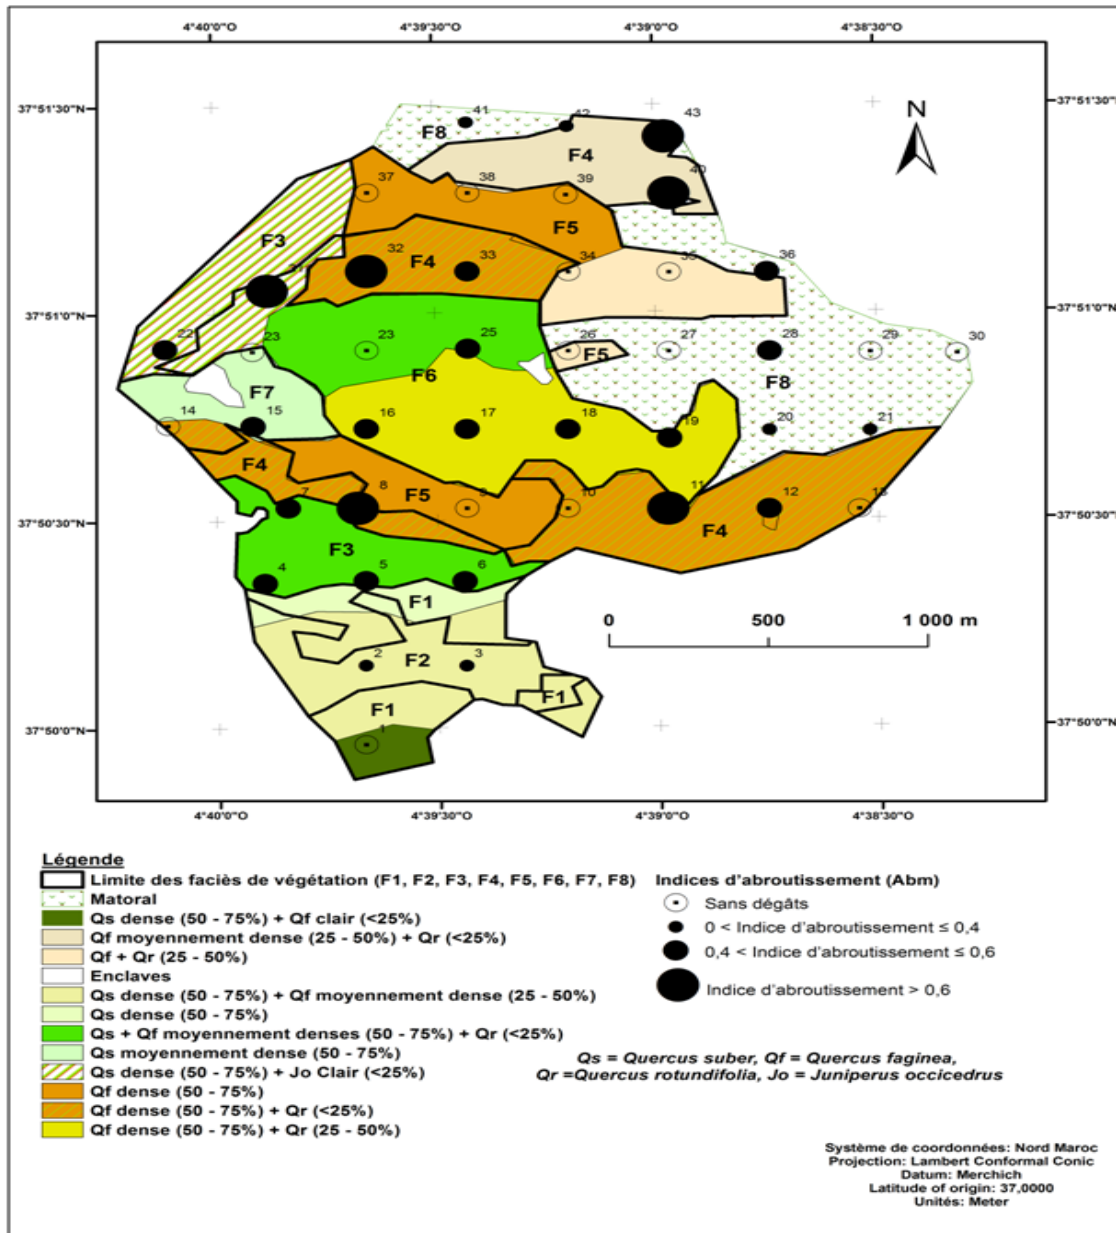 4°40'0"O 4°39'30"O 4°39'0"O 4°38'30"O
37°51'30"N 37°51'30"N
N
41 42 43
F8
F4
40
37 38 39
F3
F5
32 33 34 35 36
F4
37°51'0"N 37°51'0"N
22 23 23 25 26 27 28 29 30
F5
F6
F7
F8
14 15 16 17 18 19 20 21
F4
F5
7 8 9 10 11 12 13
F4
37°50'30"N 37°50'30"N
F3
4 5 6
F1
0 500 1 000 m
2 3
F2
F1
F1
1
37°50'0"N 37°50'0"N
4°40'0"O 4°39'30"O 4°39'0"O 4°38'30"O
Légende
Limite des faciès de végétation (F1, F2, F3, F4, F5, F6, F7, F8)
Matoral
Qs dense (50 - 75%) + Qf clair (<25%)
Qf moyennement dense (25 - 50%) + Qr (<25%)
Qf + Qr (25 - 50%)
Enclaves
Qs dense (50 - 75%) + Qf moyennement dense (25 - 50%)
Qs dense (50 - 75%)
Qs + Qf moyennement denses (50 - 75%) + Qr (<25%)
Qs moyennement dense (50 - 75%)
Qs dense (50 - 75%) + Jo Clair (<25%)
Qf dense (50 - 75%)
Qf dense (50 - 75%) + Qr (<25%)
Qf dense (50 - 75%) + Qr (25 - 50%)
Indices d'abroutissement (Abm)
Sans dégâts
0 < Indice d'abroutissement ≤ 0,4
0,4 < Indice d'abroutissement ≤ 0,6
Indice d'abroutissement > 0,6
Qs = Quercus suber, Qf = Quercus faginea,
Qr =Quercus rotundifolia, Jo = Juniperus occicedrus
Système de coordonnées: Nord Maroc
Projection: Lambert Conformal Conic
Datum: Merchich
Latitude of origin: 37,0000
Unités: Meter